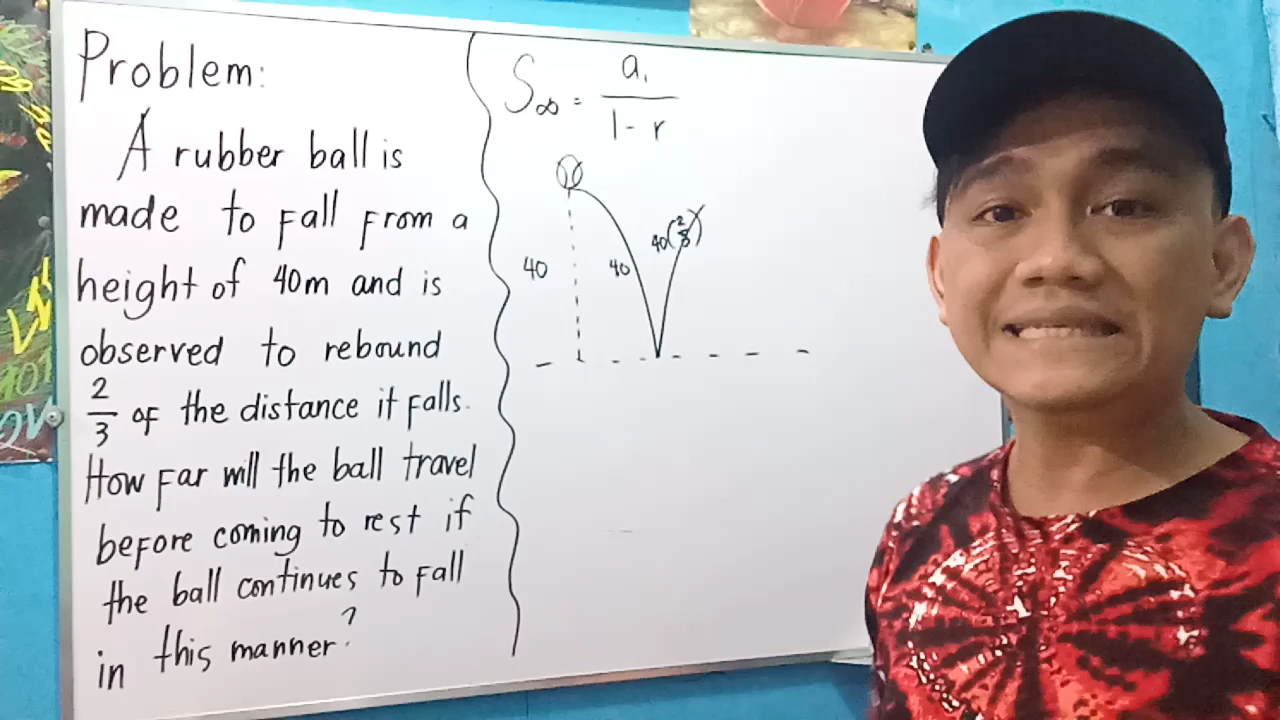 Problem:
A rubber ball is
made to fall from a
height of 40m and is
observed to rebound
2/3 of the distance it falls.
How far will the ball travel
before coming to rest if
the ball continues to fall
in this manner?
S∞ = a₁/1-r
40
40
40(2/3)